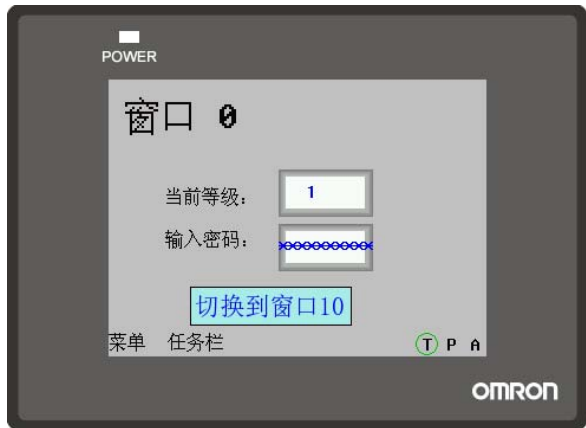 POWER
窗口 0
当前等级: 1
输入密码: xxxxxxxxxx
切换到窗口10
菜单 任务栏 T P A
OMRON